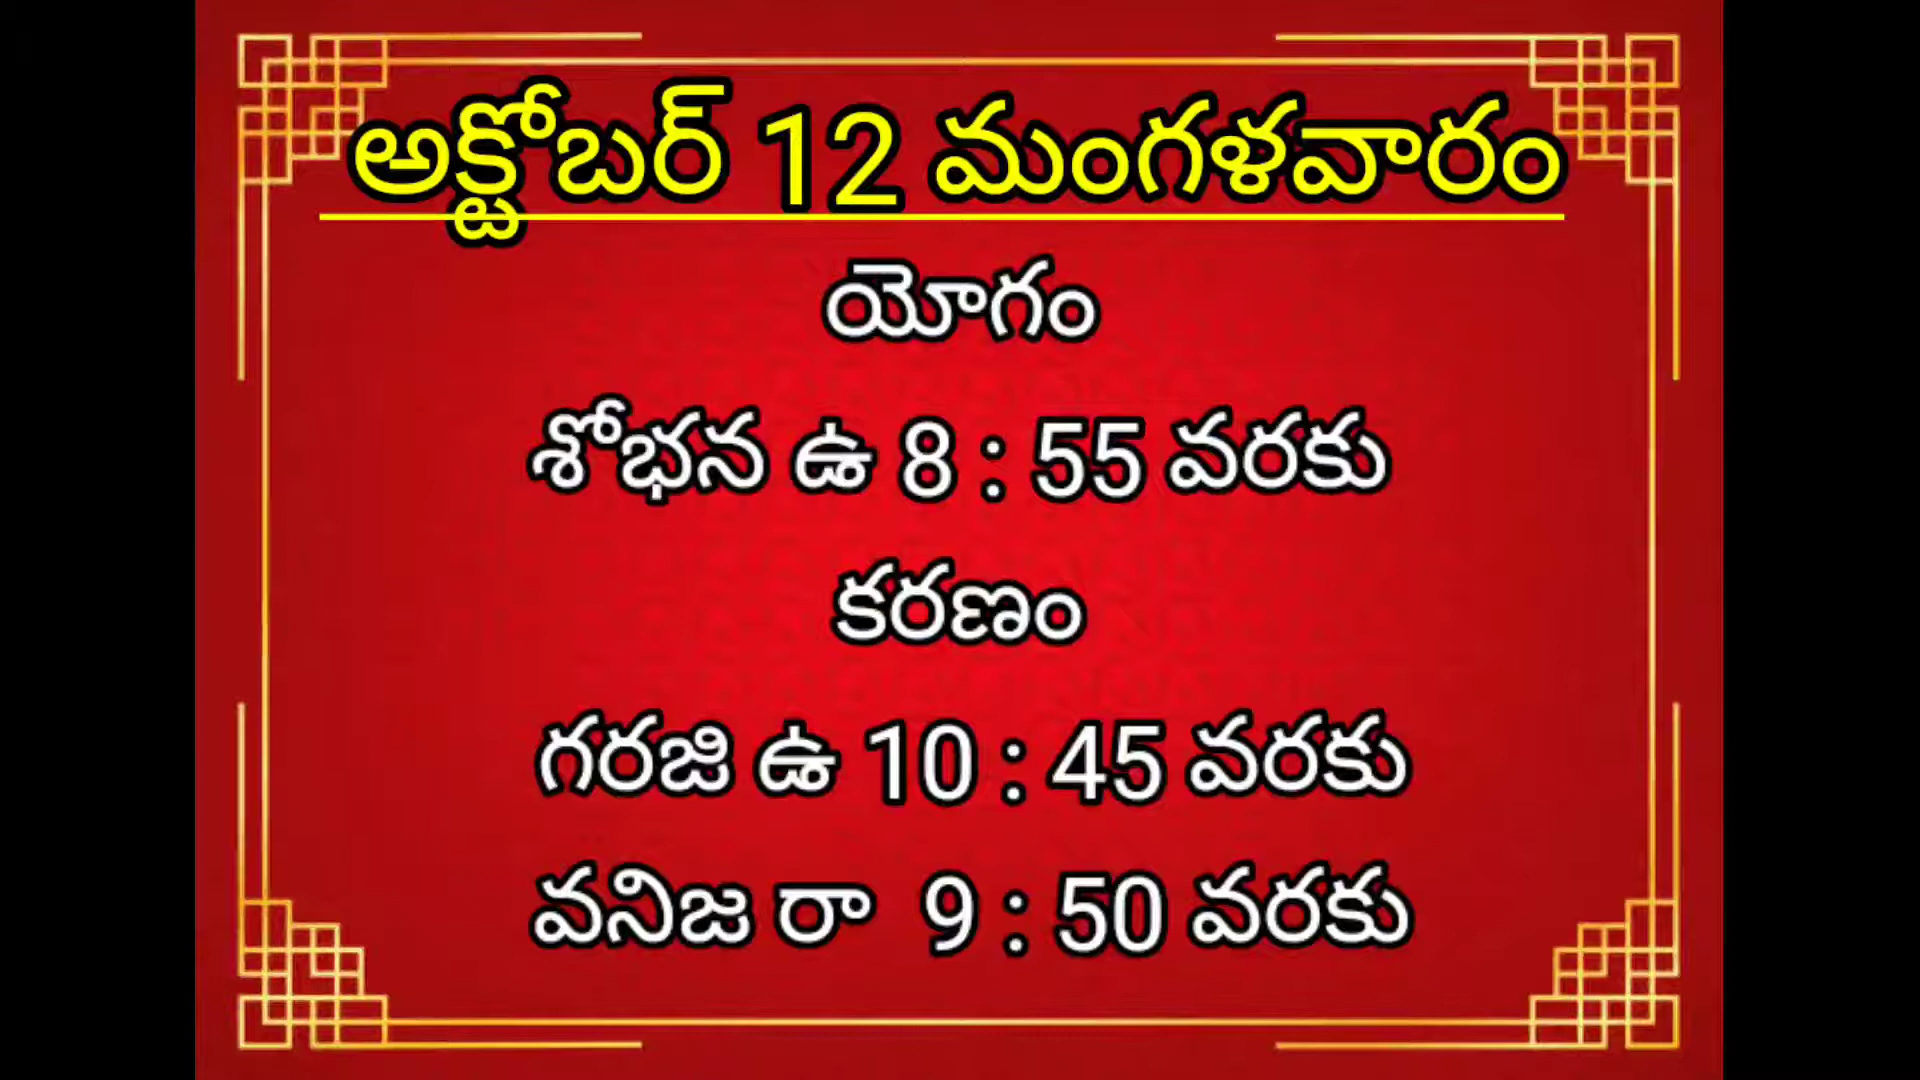 అక్టోబర్ 12 మంగళవారం
యోగం
శోభన ఉ 8 : 55 వరకు
కరణం
గరజి ఉ 10 : 45 వరకు
వనిజ రా 9 : 50 వరకు